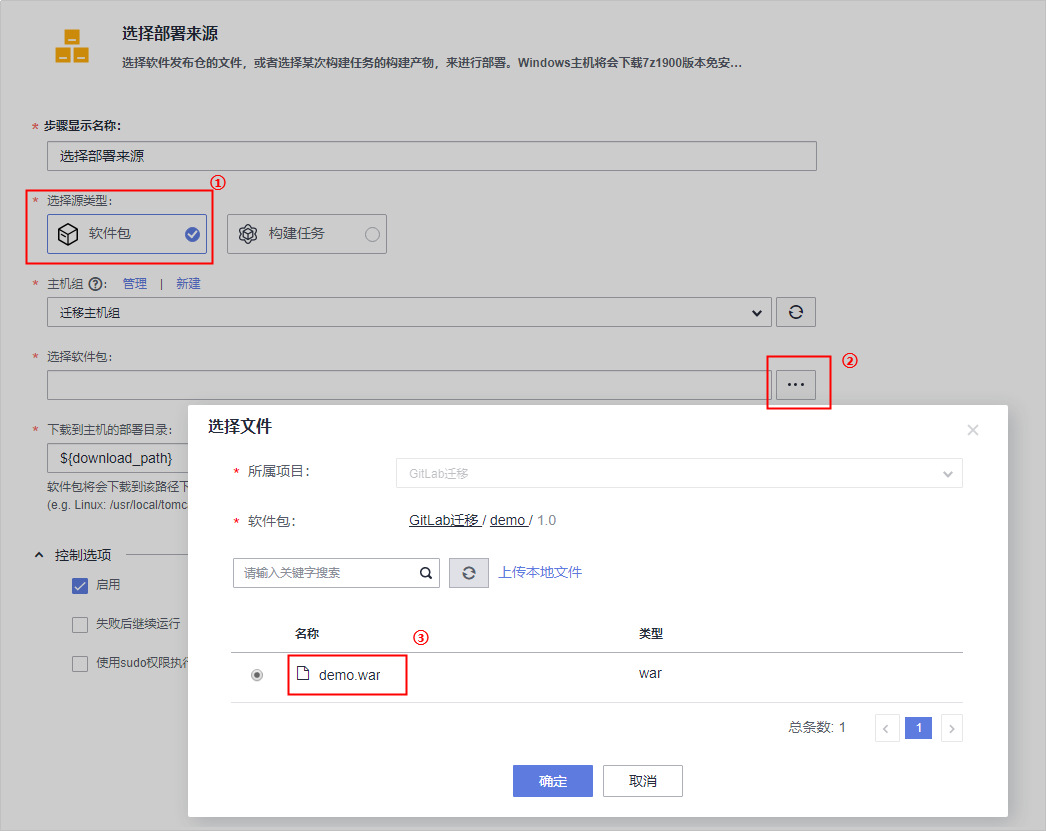 选择部署来源
选择软件发布仓的文件，或者选择某次构建任务的构建产物，来进行部署。Windows主机将会下载7z1900版本免安...
* 步骤显示名称:
选择部署来源
①
* 选择源类型:
软件包
构建任务
* 主机组 ? : 管理 | 新建
迁移主机组
* 选择软件包:
②
...
* 下载到主机的部署目录:
${download_path}
软件包将会下载到该路径下
(e.g. Linux: /usr/local/tomc
控制选项
启用
失败后继续运行
使用sudo权限执行
选择文件
* 所属项目:
GitLab迁移
* 软件包:
GitLab迁移 / demo / 1.0
请输入关键字搜索
上传本地文件
名称
类型
③
demo.war
war
总条数: 1
< 1 >
确定
取消